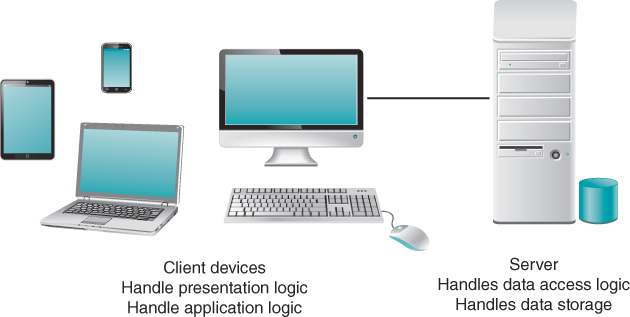 Client devices
Handle presentation logic
Handle application logic
Server
Handles data access logic
Handles data storage